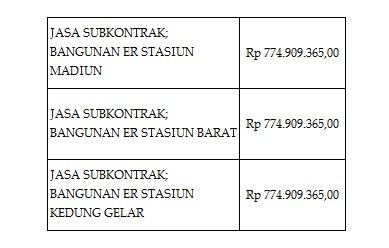 JASA SUBKONTRAK;
BANGUNAN ER STASIUN
MADIUN
Rp 774.909.365,00
JASA SUBKONTRAK;
BANGUNAN ER STASIUN BARAT
Rp 774.909.365,00
JASA SUBKONTRAK;
BANGUNAN ER STASIUN
KEDUNG GELAR
Rp 774.909.365,00